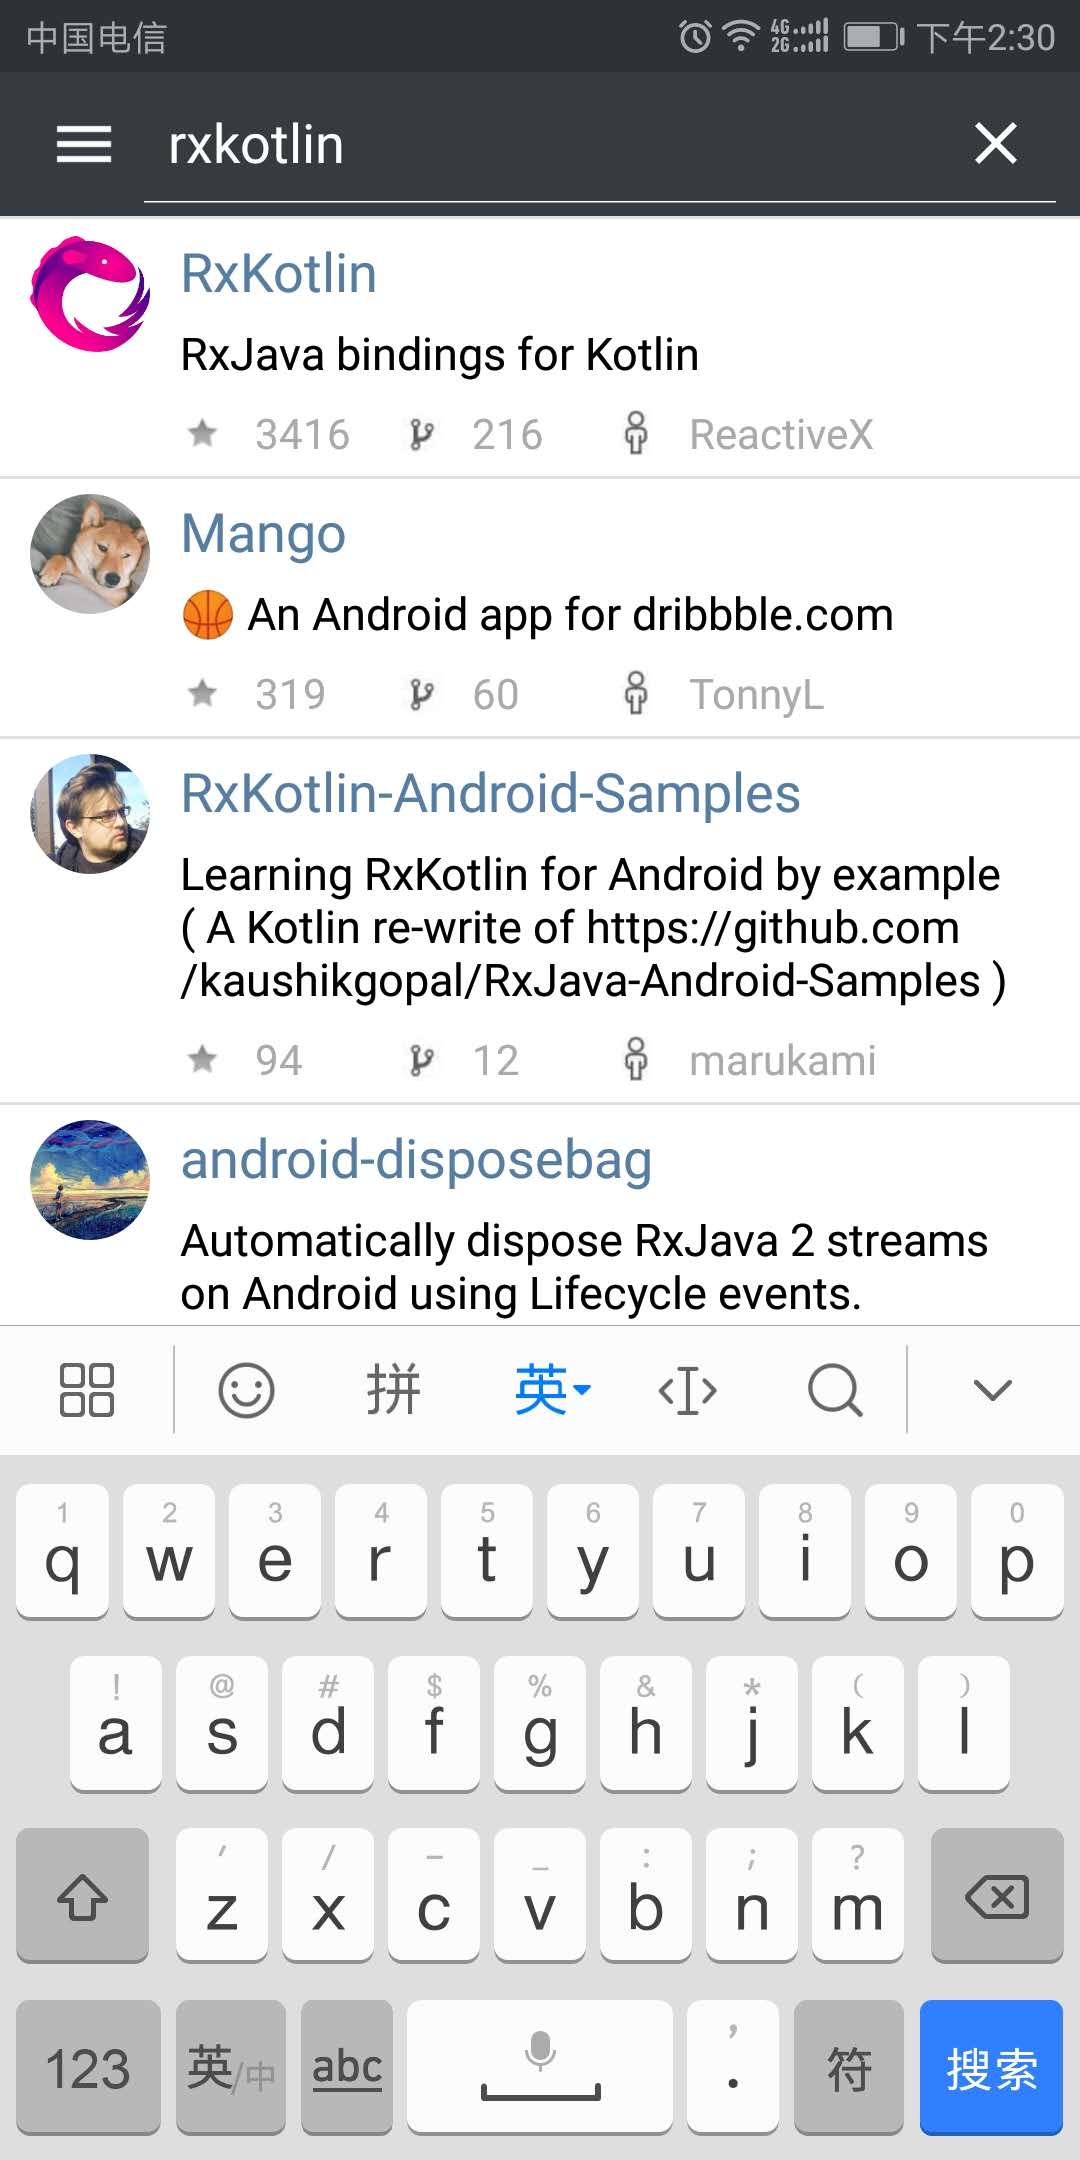 中国电信 4G 2G 下午2:30
rxkotlin
RxKotlin
RxJava bindings for Kotlin
3416 216 ReactiveX
Mango
🏀 An Android app for dribbble.com
319 60 TonnyL
RxKotlin-Android-Samples
Learning RxKotlin for Android by example
( A Kotlin re-write of https://github.com
/kaushikgopal/RxJava-Android-Samples )
94 12 marukami
android-disposebag
Automatically dispose RxJava 2 streams
on Android using Lifecycle events.
拼 英
1 2 3 4 5 6 7 8 9 0
q w e r t y u i o p
! @ # $ % & * ( )
a s d f g h j k l
' / - _ : ; ?
z x c v b n m
123 英/中 abc , . 符 搜索